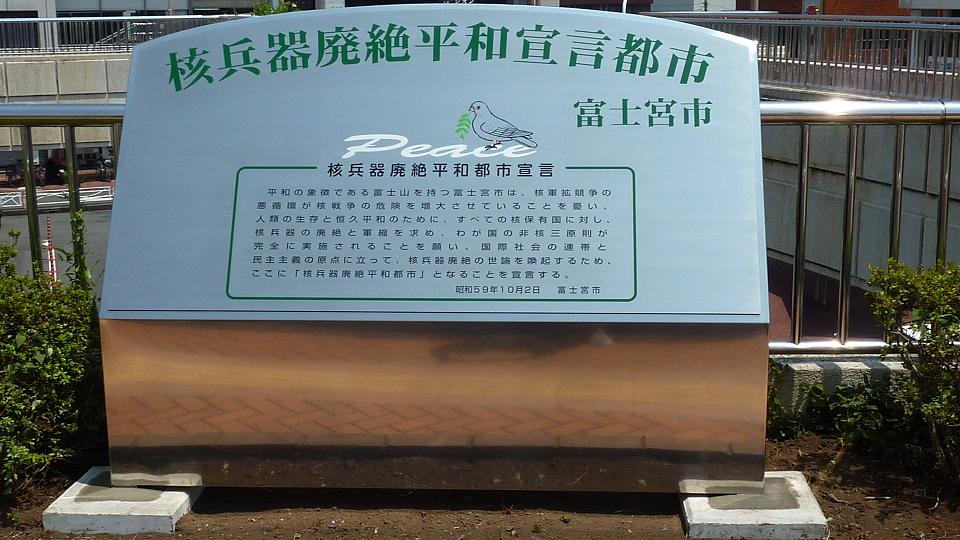 核兵器廃絶平和宣言都市
富士宮市
Peace
核兵器廃絶平和都市宣言
平和の象徴である富士山を持つ富士宮市は、核軍拡競争の
悪循環が核戦争の危険を増大させていることを憂い、
人類の生存と恒久平和のために、すべての核保有国に対し、
核兵器の廃絶と軍縮を求め、わが国の非核三原則が
完全に実施されることを願い、国際社会の連帯と
民主主義の原点に立って、核兵器廃絶の世論を喚起するため、
ここに「核兵器廃絶平和都市」となることを宣言する。
昭和59年10月2日 富士宮市